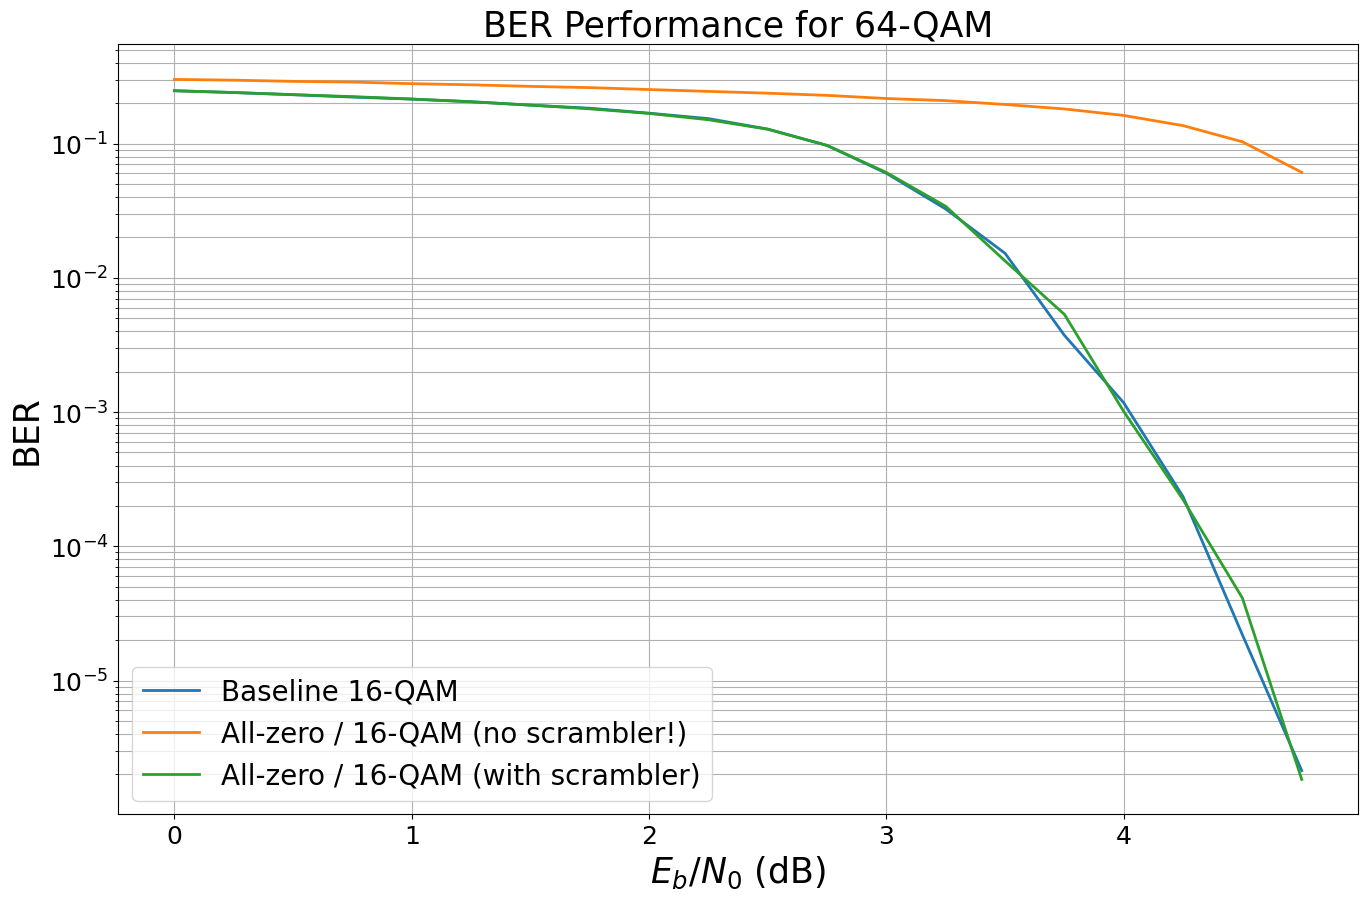 BER Performance for 64-QAM
BER
10⁻¹
10⁻²
10⁻³
10⁻⁴
10⁻⁵
Baseline 16-QAM
All-zero / 16-QAM (no scrambler!)
All-zero / 16-QAM (with scrambler)
0 1 2 3 4
E_b/N_0 (dB)